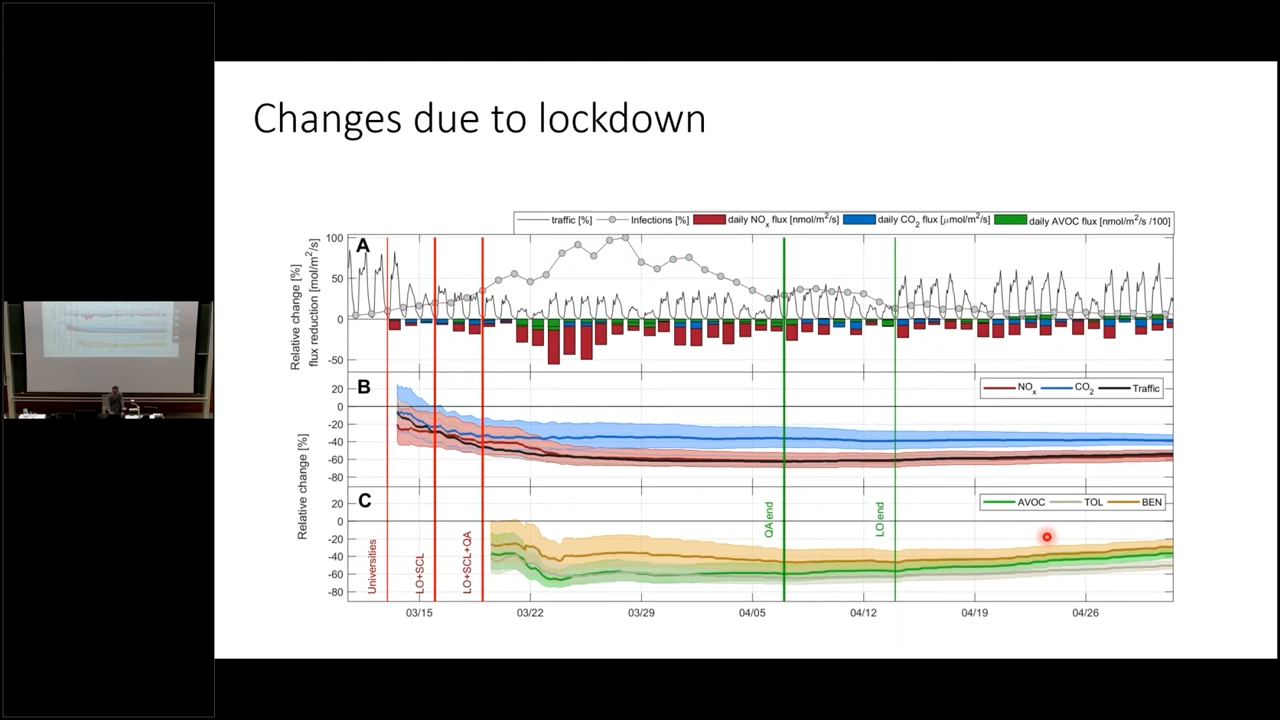 Changes due to lockdown
traffic [%] Infections [%] daily NOx flux [nmol/m²/s] daily CO2 flux [μmol/m²/s] daily AVOC flux [nmol/m²/s /100]
A
Relative change [%]
flux reduction [mol/m²/s]
100
50
0
-50
B
NOx CO2 Traffic
20
0
-20
-40
-60
-80
Relative change [%]
C
AVOC TOL BEN
20
0
-20
-40
-60
-80
Universities
LO+SCL
LO+SCL+QA
QA end
LO end
03/15 03/22 03/29 04/05 04/12 04/19 04/26